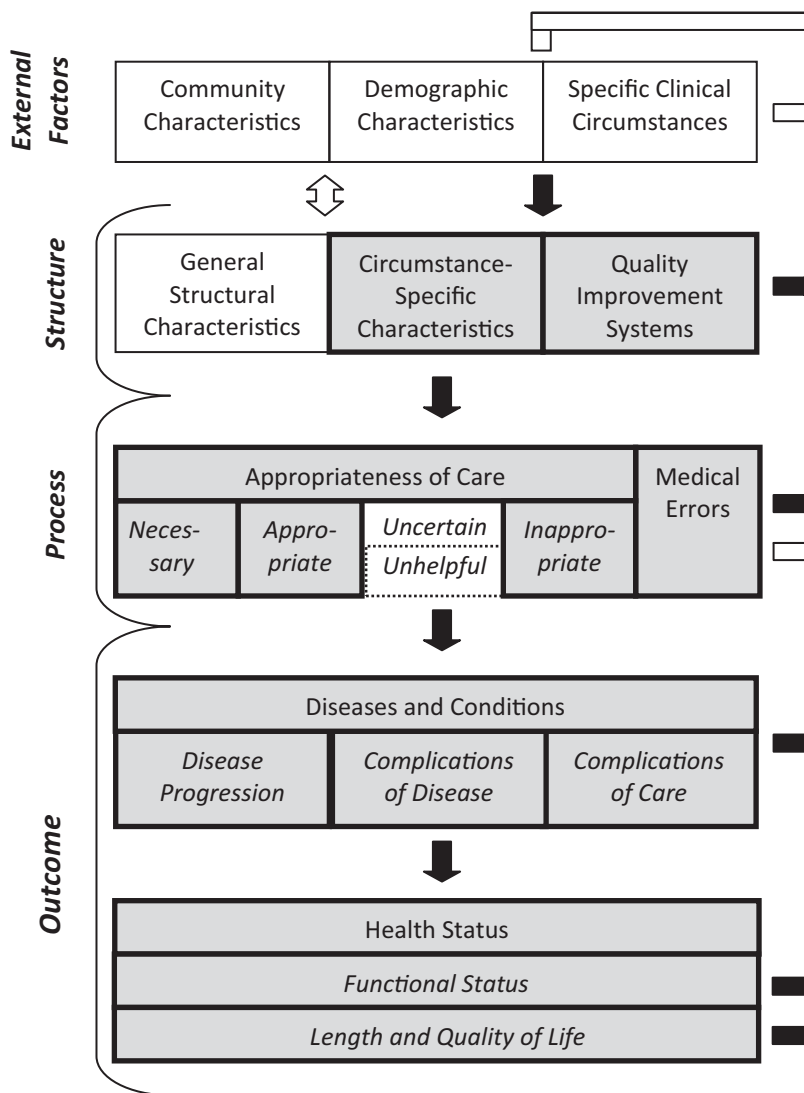 External
Factors
Community
Characteristics
Demographic
Characteristics
Specific Clinical
Circumstances
Structure
General
Structural
Characteristics
Circumstance-
Specific
Characteristics
Quality
Improvement
Systems
Process
Appropriateness of Care
Medical
Errors
Neces-
sary
Appro-
priate
Uncertain
Unhelpful
Inappro-
priate
Outcome
Diseases and Conditions
Disease
Progression
Complications
of Disease
Complications
of Care
Health Status
Functional Status
Length and Quality of Life